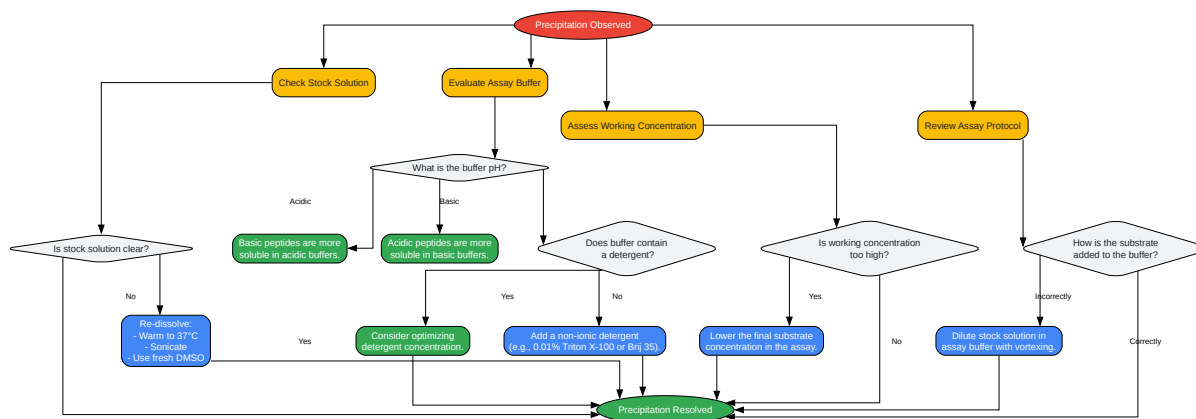 Precipitation Observed
Check Stock Solution
Evaluate Assay Buffer
Assess Working Concentration
Review Assay Protocol
What is the buffer pH?
Acidic
Basic
Is stock solution clear?
Basic peptides are more
soluble in acidic buffers.
Acidic peptides are more
soluble in basic buffers.
Does buffer contain
a detergent?
Is working concentration
too high?
How is the substrate
added to the buffer?
No
Yes
No
Yes
Incorrectly
Re-dissolve:
- Warm to 37°C
- Sonicate
- Use fresh DMSO
Yes
Consider optimizing
detergent concentration.
Add a non-ionic detergent
(e.g., 0.01% Triton X-100 or Brij 35).
Lower the final substrate
concentration in the assay.
No
Dilute stock solution in
assay buffer with vortexing.
Correctly
Precipitation Resolved